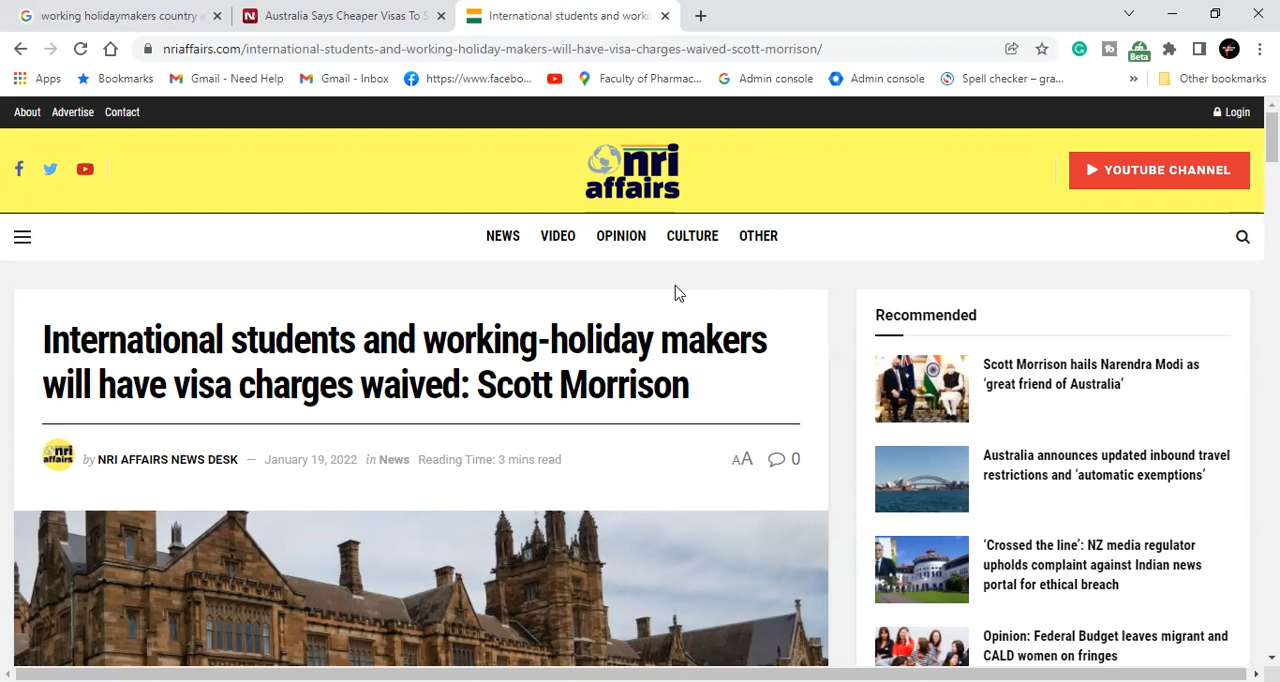 working holidaymakers country
Australia Says Cheaper Visas To
International students and worki
nriaffairs.com/international-students-and-working-holiday-makers-will-have-visa-charges-waived-scott-morrison/
Beta
Apps
Bookmarks
Gmail - Need Help
Gmail - Inbox
https://www.facebo...
Faculty of Pharmac...
Admin console
Admin console
Spell checker – gra...
»
Other bookmarks
About
Advertise
Contact
Login
nri
affairs
YOUTUBE CHANNEL
NEWS
VIDEO
OPINION
CULTURE
OTHER
International students and working-holiday makers
will have visa charges waived: Scott Morrison
nri
affairs
by NRI AFFAIRS NEWS DESK — January 19, 2022 in News Reading Time: 3 mins read
AA
0
Recommended
Scott Morrison hails Narendra Modi as
‘great friend of Australia’
Australia announces updated inbound travel
restrictions and ‘automatic exemptions’
‘Crossed the line’: NZ media regulator
upholds complaint against Indian news
portal for ethical breach
Opinion: Federal Budget leaves migrant and
CALD women on fringes